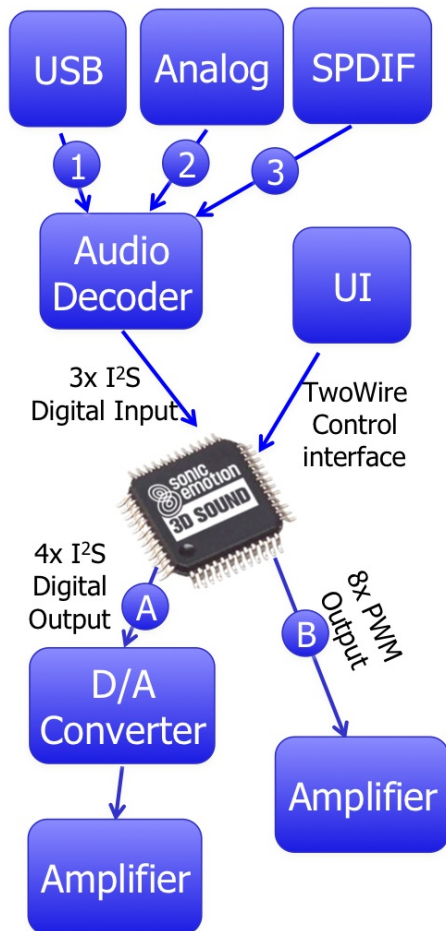 USB
Analog
SPDIF
1
2
3
Audio
Decoder
UI
3x I²S
Digital Input
TwoWire
Control
interface
sonic
emotion
3D SOUND
4x I²S
Digital
Output
A
B
8x PWM
Output
D/A
Converter
Amplifier
Amplifier